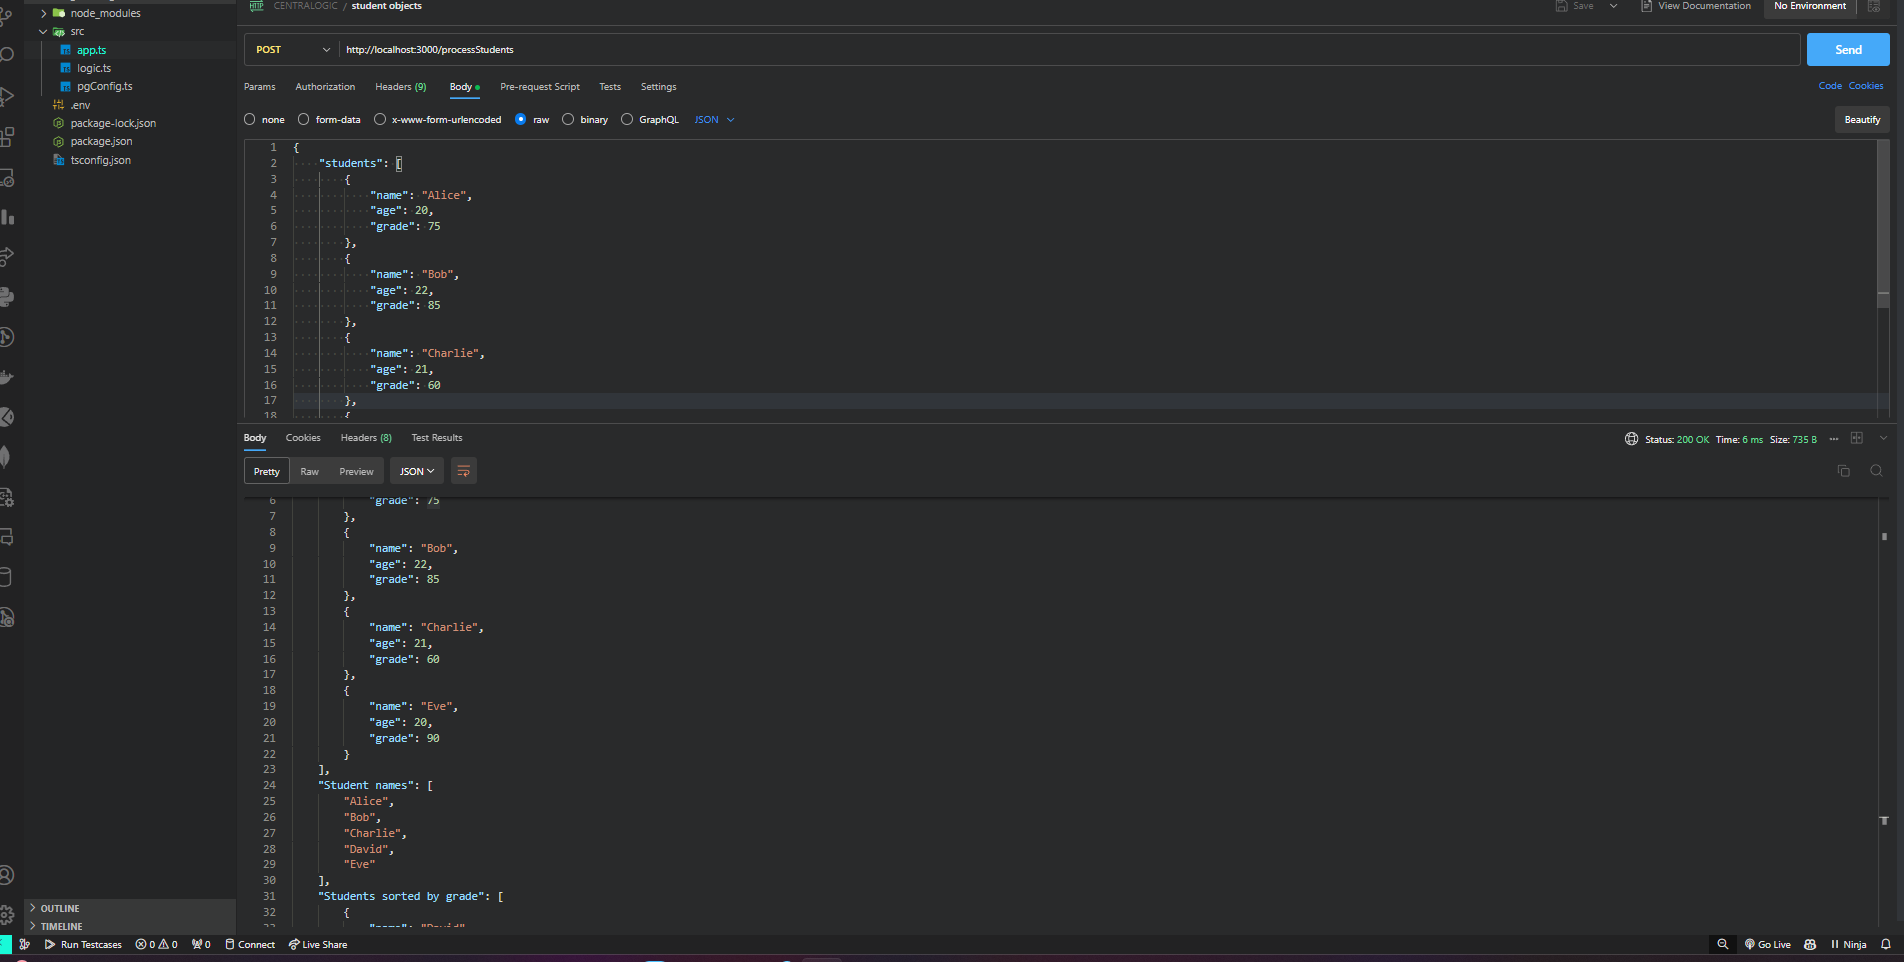 node_modules
src
app.ts
logic.ts
pgConfig.ts
.env
package-lock.json
package.json
tsconfig.json
OUTLINE
TIMELINE
HTTP CENTRALOGIC / student objects
Save
View Documentation
No Environment
POST http://localhost:3000/processStudents
Send
Params Authorization Headers (9) Body Pre-request Script Tests Settings
Code Cookies
none form-data x-www-form-urlencoded raw binary GraphQL JSON
Beautify
1 {
2 "students": [
3 {
4 "name": "Alice",
5 "age": 20,
6 "grade": 75
7 },
8 {
9 "name": "Bob",
10 "age": 22,
11 "grade": 85
12 },
13 {
14 "name": "Charlie",
15 "age": 21,
16 "grade": 60
17 },
18 {
Body Cookies Headers (8) Test Results
Status: 200 OK Time: 6 ms Size: 735 B
Pretty Raw Preview JSON
6 "grade": 75
7 },
8 {
9 "name": "Bob",
10 "age": 22,
11 "grade": 85
12 },
13 {
14 "name": "Charlie",
15 "age": 21,
16 "grade": 60
17 },
18 {
19 "name": "Eve",
20 "age": 20,
21 "grade": 90
22 }
23 ],
24 "Student names": [
25 "Alice",
26 "Bob",
27 "Charlie",
28 "David",
29 "Eve"
30 ],
31 "Students sorted by grade": [
32 {
33 "name": "David"
Run Testcases 0 0 0 Connect Live Share
Go Live Ninja